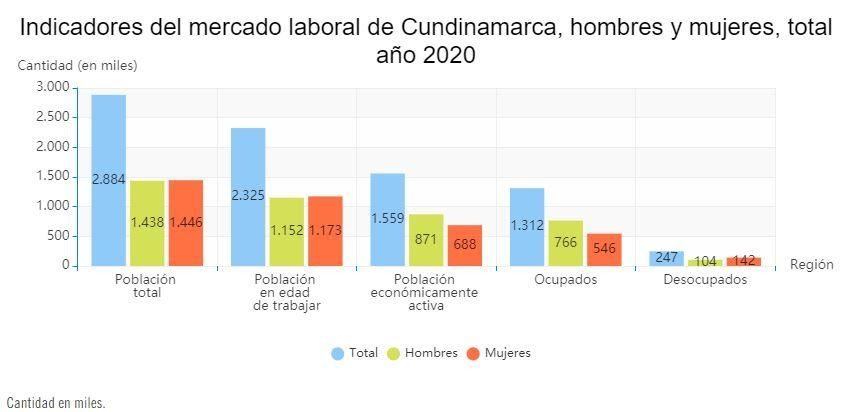 Indicadores del mercado laboral de Cundinamarca, hombres y mujeres, total
año 2020
Cantidad (en miles)
3.000
2.500
2.000
1.500
1.000
500
0
2.884
1.438
1.446
2.325
1.152
1.173
1.559
871
688
1.312
766
546
247
104
142
Región
Población
total
Población
en edad
de trabajar
Población
económicamente
activa
Ocupados
Desocupados
Total Hombres Mujeres
Cantidad en miles.